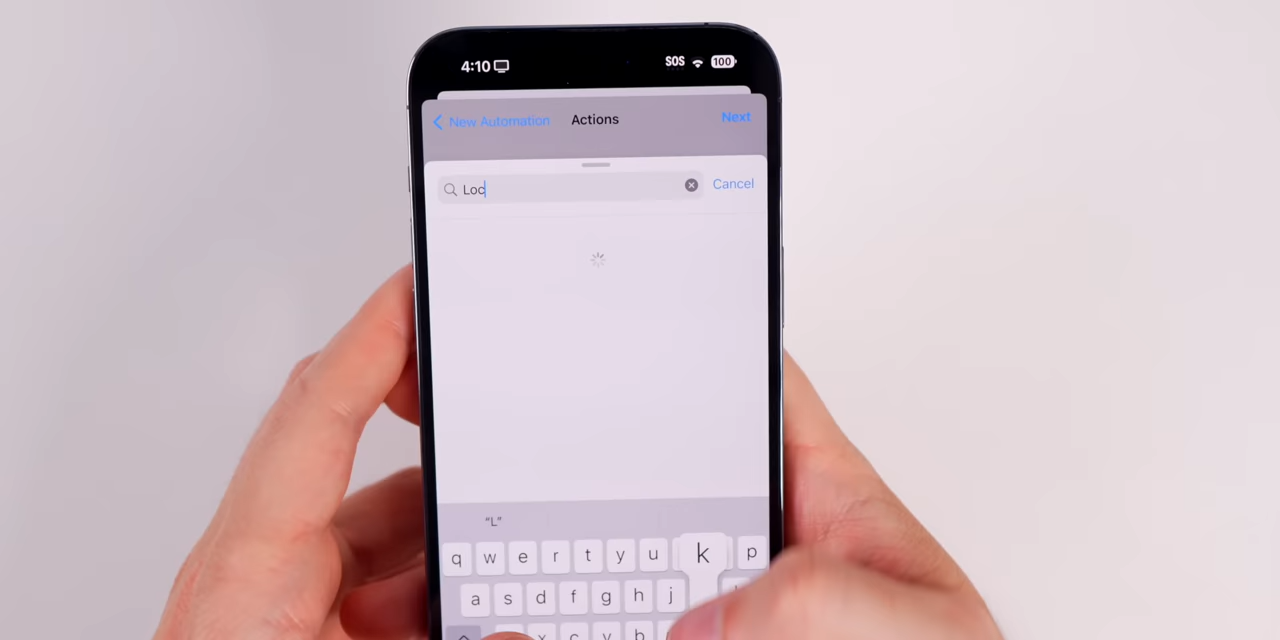 4:10 SOS 100
New Automation Actions Next
Loc Cancel
"L"
q w e r t y u k p
a s d f g h j
x c v b